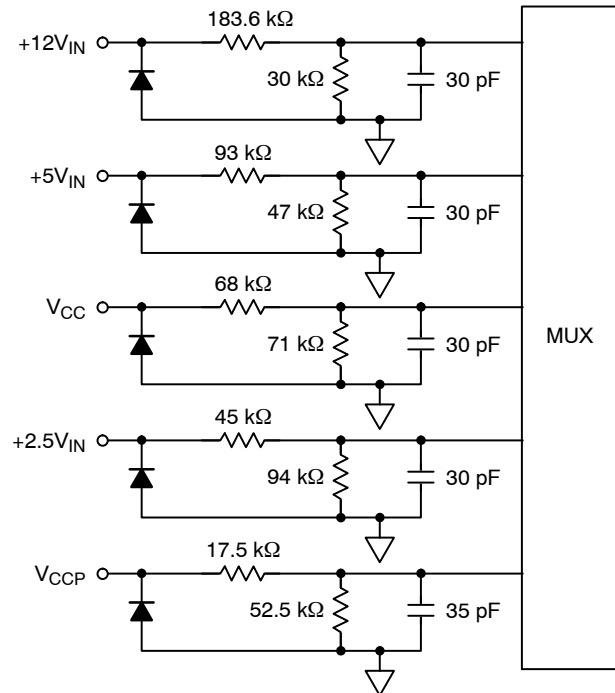 183.6 kΩ
+12V_IN
30 kΩ
30 pF
93 kΩ
+5V_IN
47 kΩ
30 pF
68 kΩ
V_CC
71 kΩ
30 pF
MUX
45 kΩ
+2.5V_IN
94 kΩ
30 pF
17.5 kΩ
V_CCP
52.5 kΩ
35 pF